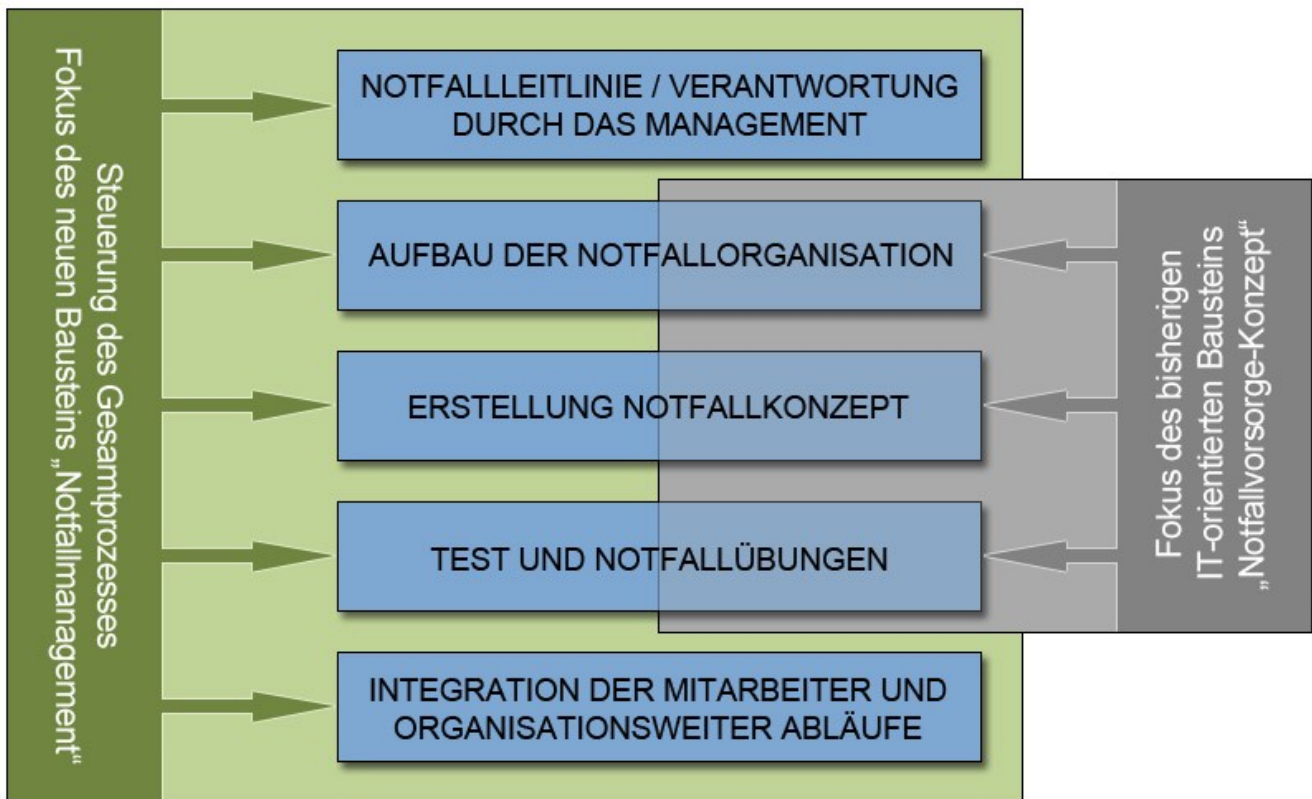 Steuerung des Gesamtprozesses
Fokus des neuen Bausteins „Notfallmanagement“
NOTFALLLEITLINIE / VERANTWORTUNG
DURCH DAS MANAGEMENT
AUFBAU DER NOTFALLORGANISATION
ERSTELLUNG NOTFALLKONZEPT
TEST UND NOTFALLÜBUNGEN
INTEGRATION DER MITARBEITER UND
ORGANISATIONSWEITER ABLÄUFE
Fokus des bisherigen
IT-orientierten Bausteins
„Notfallvorsorge-Konzept“